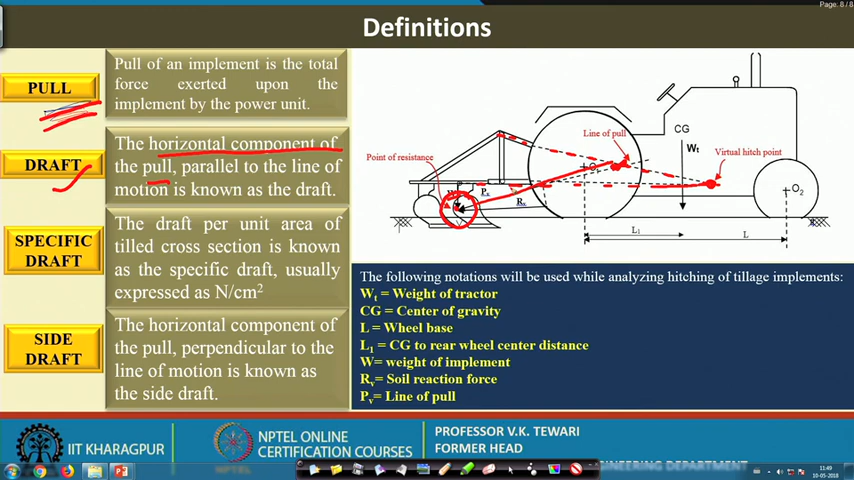 Page: 8 / 8
Definitions
PULL
Pull of an implement is the total
force exerted upon the
implement by the power unit.
DRAFT
The horizontal component of
the pull, parallel to the line of
motion is known as the draft.
SPECIFIC
DRAFT
The draft per unit area of
tilled cross section is known
as the specific draft, usually
expressed as N/cm²
SIDE
DRAFT
The horizontal component of
the pull, perpendicular to the
line of motion is known as
the side draft.
Line of pull
CG
Wt
Point of resistance
Virtual hitch point
Pv
Rv
O2
L1
L
The following notations will be used while analyzing hitching of tillage implements:
Wt = Weight of tractor
CG= Center of gravity
L = Wheel base
L1 = CG to rear wheel center distance
W= weight of implement
Rv= Soil reaction force
Pv= Line of pull
IIT KHARAGPUR
NPTEL ONLINE
CERTIFICATION COURSES
NPTEL
PROFESSOR V.K. TEWARI
FORMER HEAD
ENGINEERING DEPARTMENT
11:49
10-05-2018